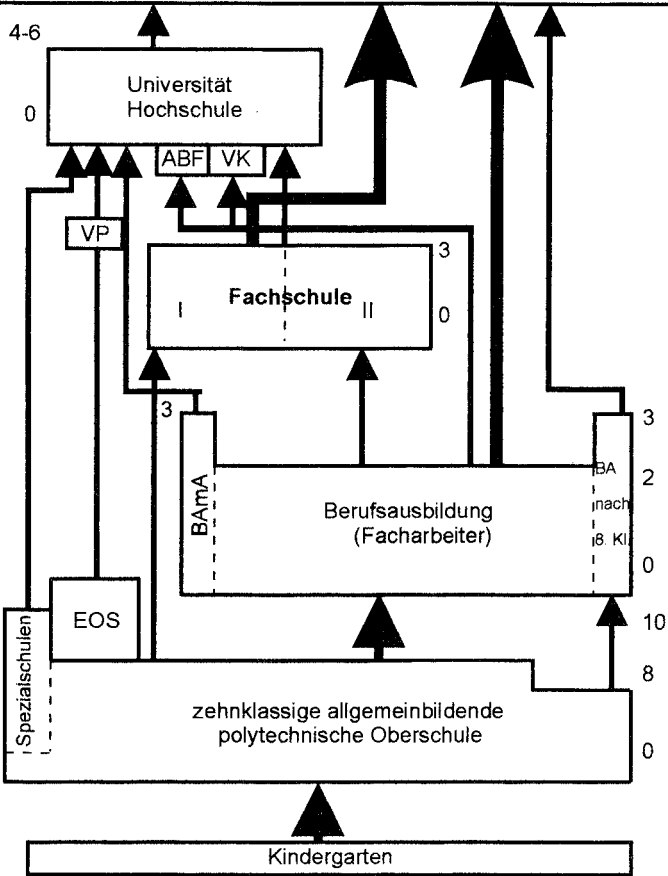 4-6
Universität
Hochschule
0
ABF VK
VP
3
Fachschule
I II
0
3
3
BAmA
BA
nach
8. Kl.
2
Berufsausbildung
(Facharbeiter)
0
EOS
10
Spezialschulen
8
zehnklassige allgemeinbildende
polytechnische Oberschule
0
Kindergarten